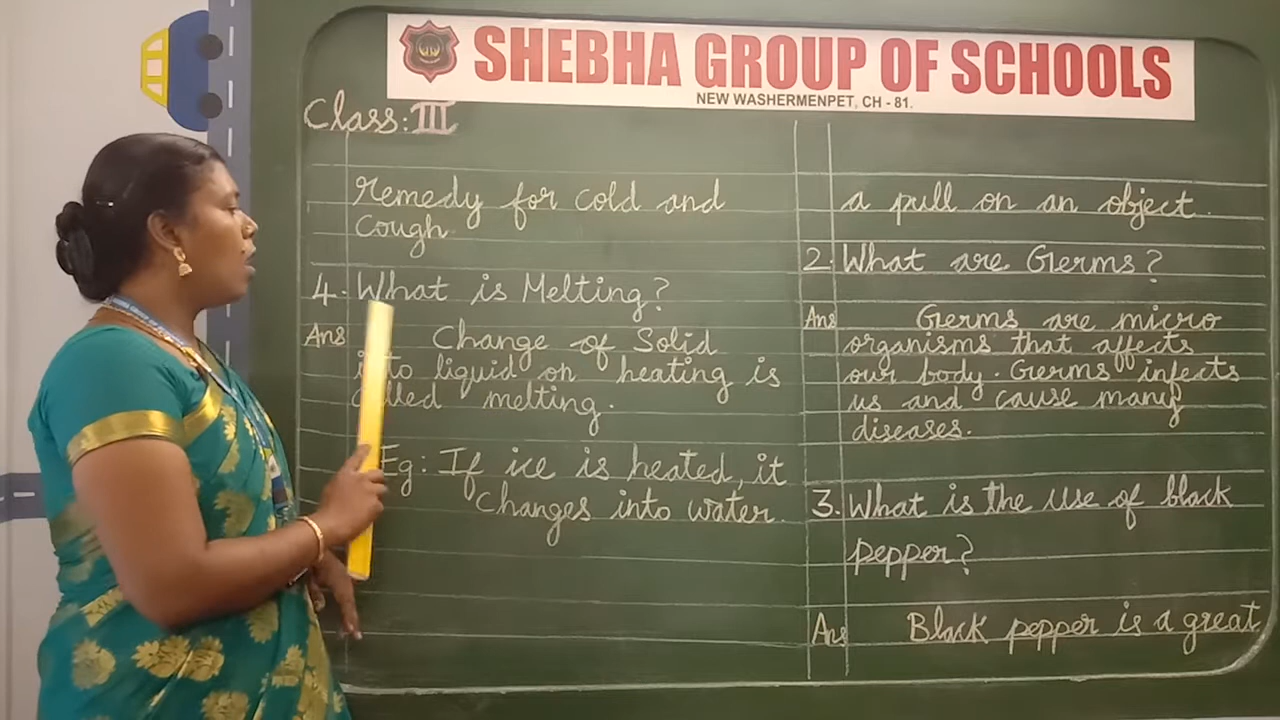 SHEBHA GROUP OF SCHOOLS
NEW WASHERMENPET, CH - 81.
Class: III
remedy for cold and
cough.
4. What is Melting?
Ans Change of Solid
into liquid on heating is
called melting.
Eg: If ice is heated, it
Changes into water.
a pull on an object.
2. What are Germs?
Ans Germs are micro
organisms that affects
our body. Germs infects
us and cause many
diseases.
3. What is the use of black
pepper?
Ans Black pepper is a great